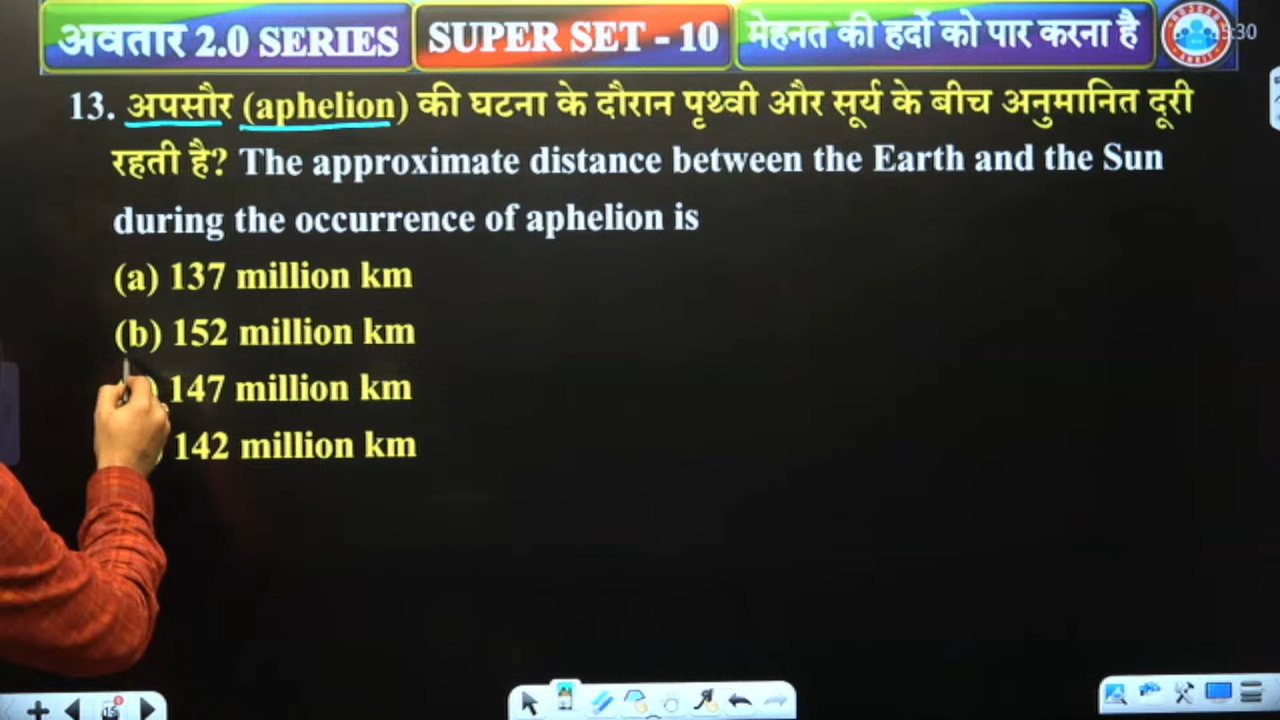 अवतार 2.0 SERIES
SUPER SET - 10
मेहनत की हदों को पार करना है
13. अपसौर (aphelion) की घटना के दौरान पृथ्वी और सूर्य के बीच अनुमानित दूरी
रहती है? The approximate distance between the Earth and the Sun
during the occurrence of aphelion is
(a) 137 million km
(b) 152 million km
) 147 million km
142 million km